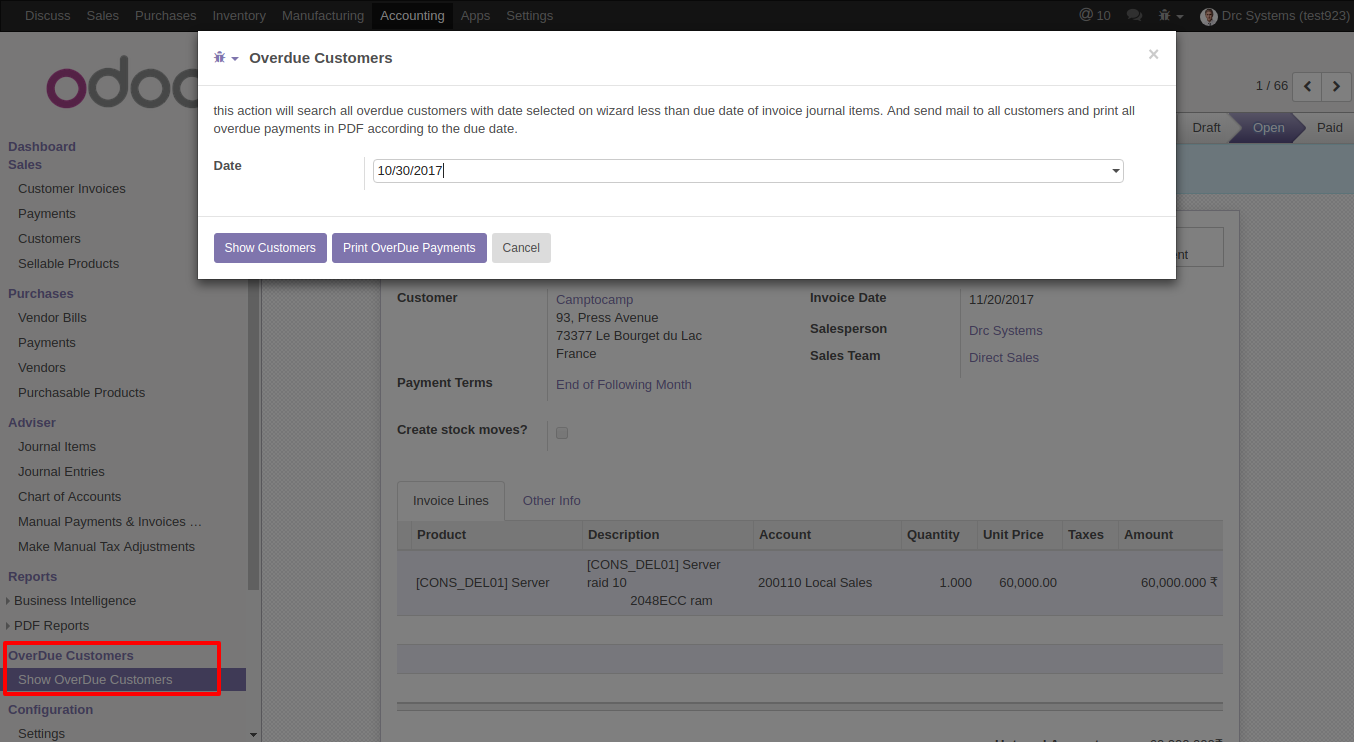 Discuss Sales Purchases Inventory Manufacturing Accounting Apps Settings @ 10 Drc Systems (test923)
Overdue Customers ×
this action will search all overdue customers with date selected on wizard less than due date of invoice journal items. And send mail to all customers and print all
overdue payments in PDF according to the due date.
Date 10/30/2017
Show Customers Print OverDue Payments Cancel
odoo
1 / 66
Draft Open Paid
Dashboard
Sales
Customer Invoices
Payments
Customers
Sellable Products
Purchases
Vendor Bills
Payments
Vendors
Purchasable Products
Adviser
Journal Items
Journal Entries
Chart of Accounts
Manual Payments & Invoices ...
Make Manual Tax Adjustments
Reports
Business Intelligence
PDF Reports
OverDue Customers
Show OverDue Customers
Configuration
Settings
Customer Camptocamp
93, Press Avenue
73377 Le Bourget du Lac
France
Payment Terms End of Following Month
Create stock moves?
Invoice Date 11/20/2017
Salesperson Drc Systems
Sales Team Direct Sales
Invoice Lines Other Info
Product Description Account Quantity Unit Price Taxes Amount
[CONS_DEL01] Server [CONS_DEL01] Server
raid 10
2048ECC ram 200110 Local Sales 1.000 60,000.00 60,000.000 ₹